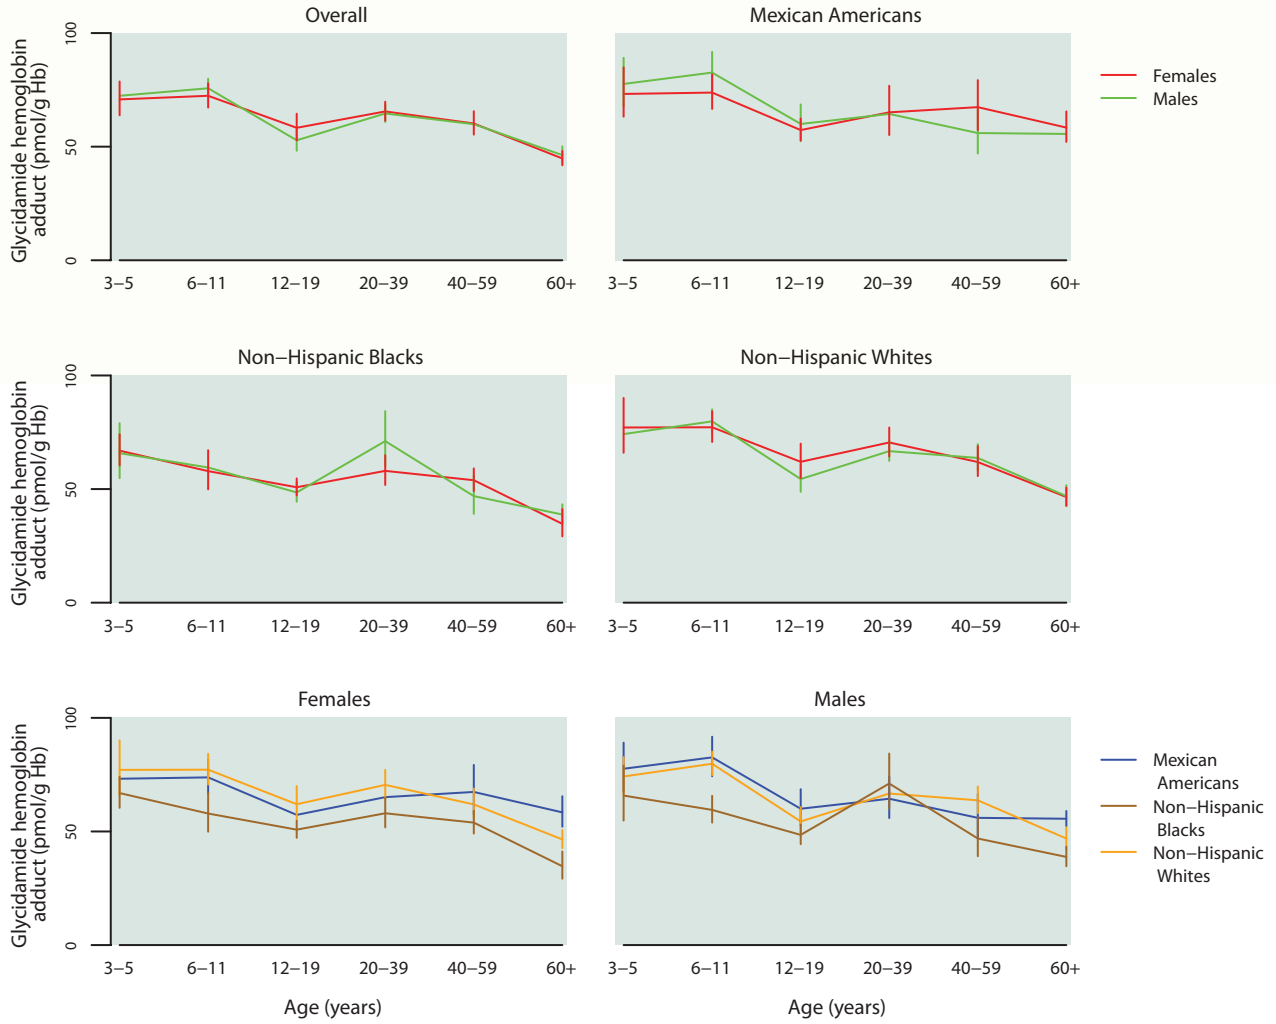 Overall
Mexican Americans
Glycidamide hemoglobin
adduct (pmol/g Hb)
100
50
0
3−5
6−11
12−19
20−39
40−59
60+
3−5
6−11
12−19
20−39
40−59
60+
Females
Males
Non−Hispanic Blacks
Non−Hispanic Whites
Glycidamide hemoglobin
adduct (pmol/g Hb)
100
50
0
3−5
6−11
12−19
20−39
40−59
60+
3−5
6−11
12−19
20−39
40−59
60+
Females
Males
Glycidamide hemoglobin
adduct (pmol/g Hb)
100
50
0
3−5
6−11
12−19
20−39
40−59
60+
3−5
6−11
12−19
20−39
40−59
60+
Age (years)
Age (years)
Mexican
Americans
Non−Hispanic
Blacks
Non−Hispanic
Whites